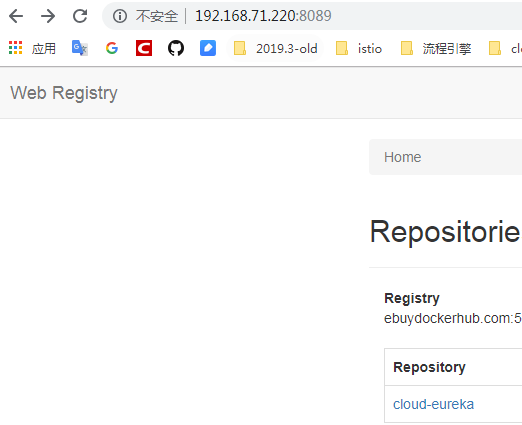 不安全 | 192.168.71.220:8089
应用 2019.3-old istio 流程引擎 cl
Web Registry
Home
Repositorie
Registry
ebuydockerhub.com:5
Repository
cloud-eureka